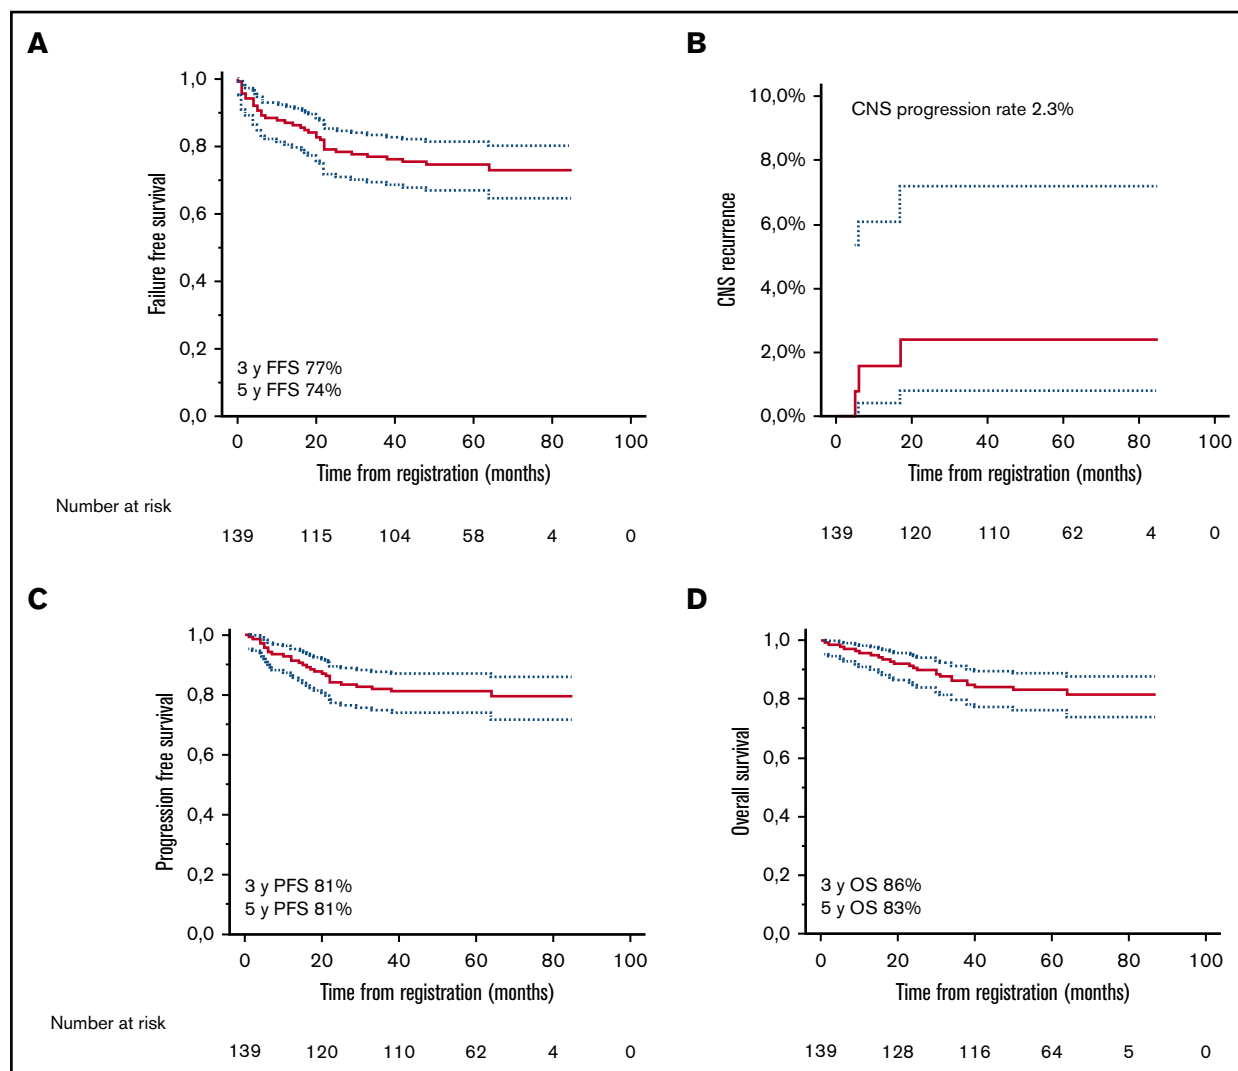 A
1,0
0,8
0,6
0,4
0,2
0,0
Failure free survival
3 y FFS 77%
5 y FFS 74%
0 20 40 60 80 100
Time from registration (months)
Number at risk
139 115 104 58 4 0
B
10,0%
8,0%
6,0%
4,0%
2,0%
0,0%
CNS recurrence
CNS progression rate 2.3%
0 20 40 60 80 100
Time from registration (months)
139 120 110 62 4 0
C
1,0
0,8
0,6
0,4
0,2
0,0
Progression free survival
3 y PFS 81%
5 y PFS 81%
0 20 40 60 80 100
Time from registration (months)
Number at risk
139 120 110 62 4 0
D
1,0
0,8
0,6
0,4
0,2
0,0
Overall survival
3 y OS 86%
5 y OS 83%
0 20 40 60 80 100
Time from registration (months)
139 128 116 64 5 0